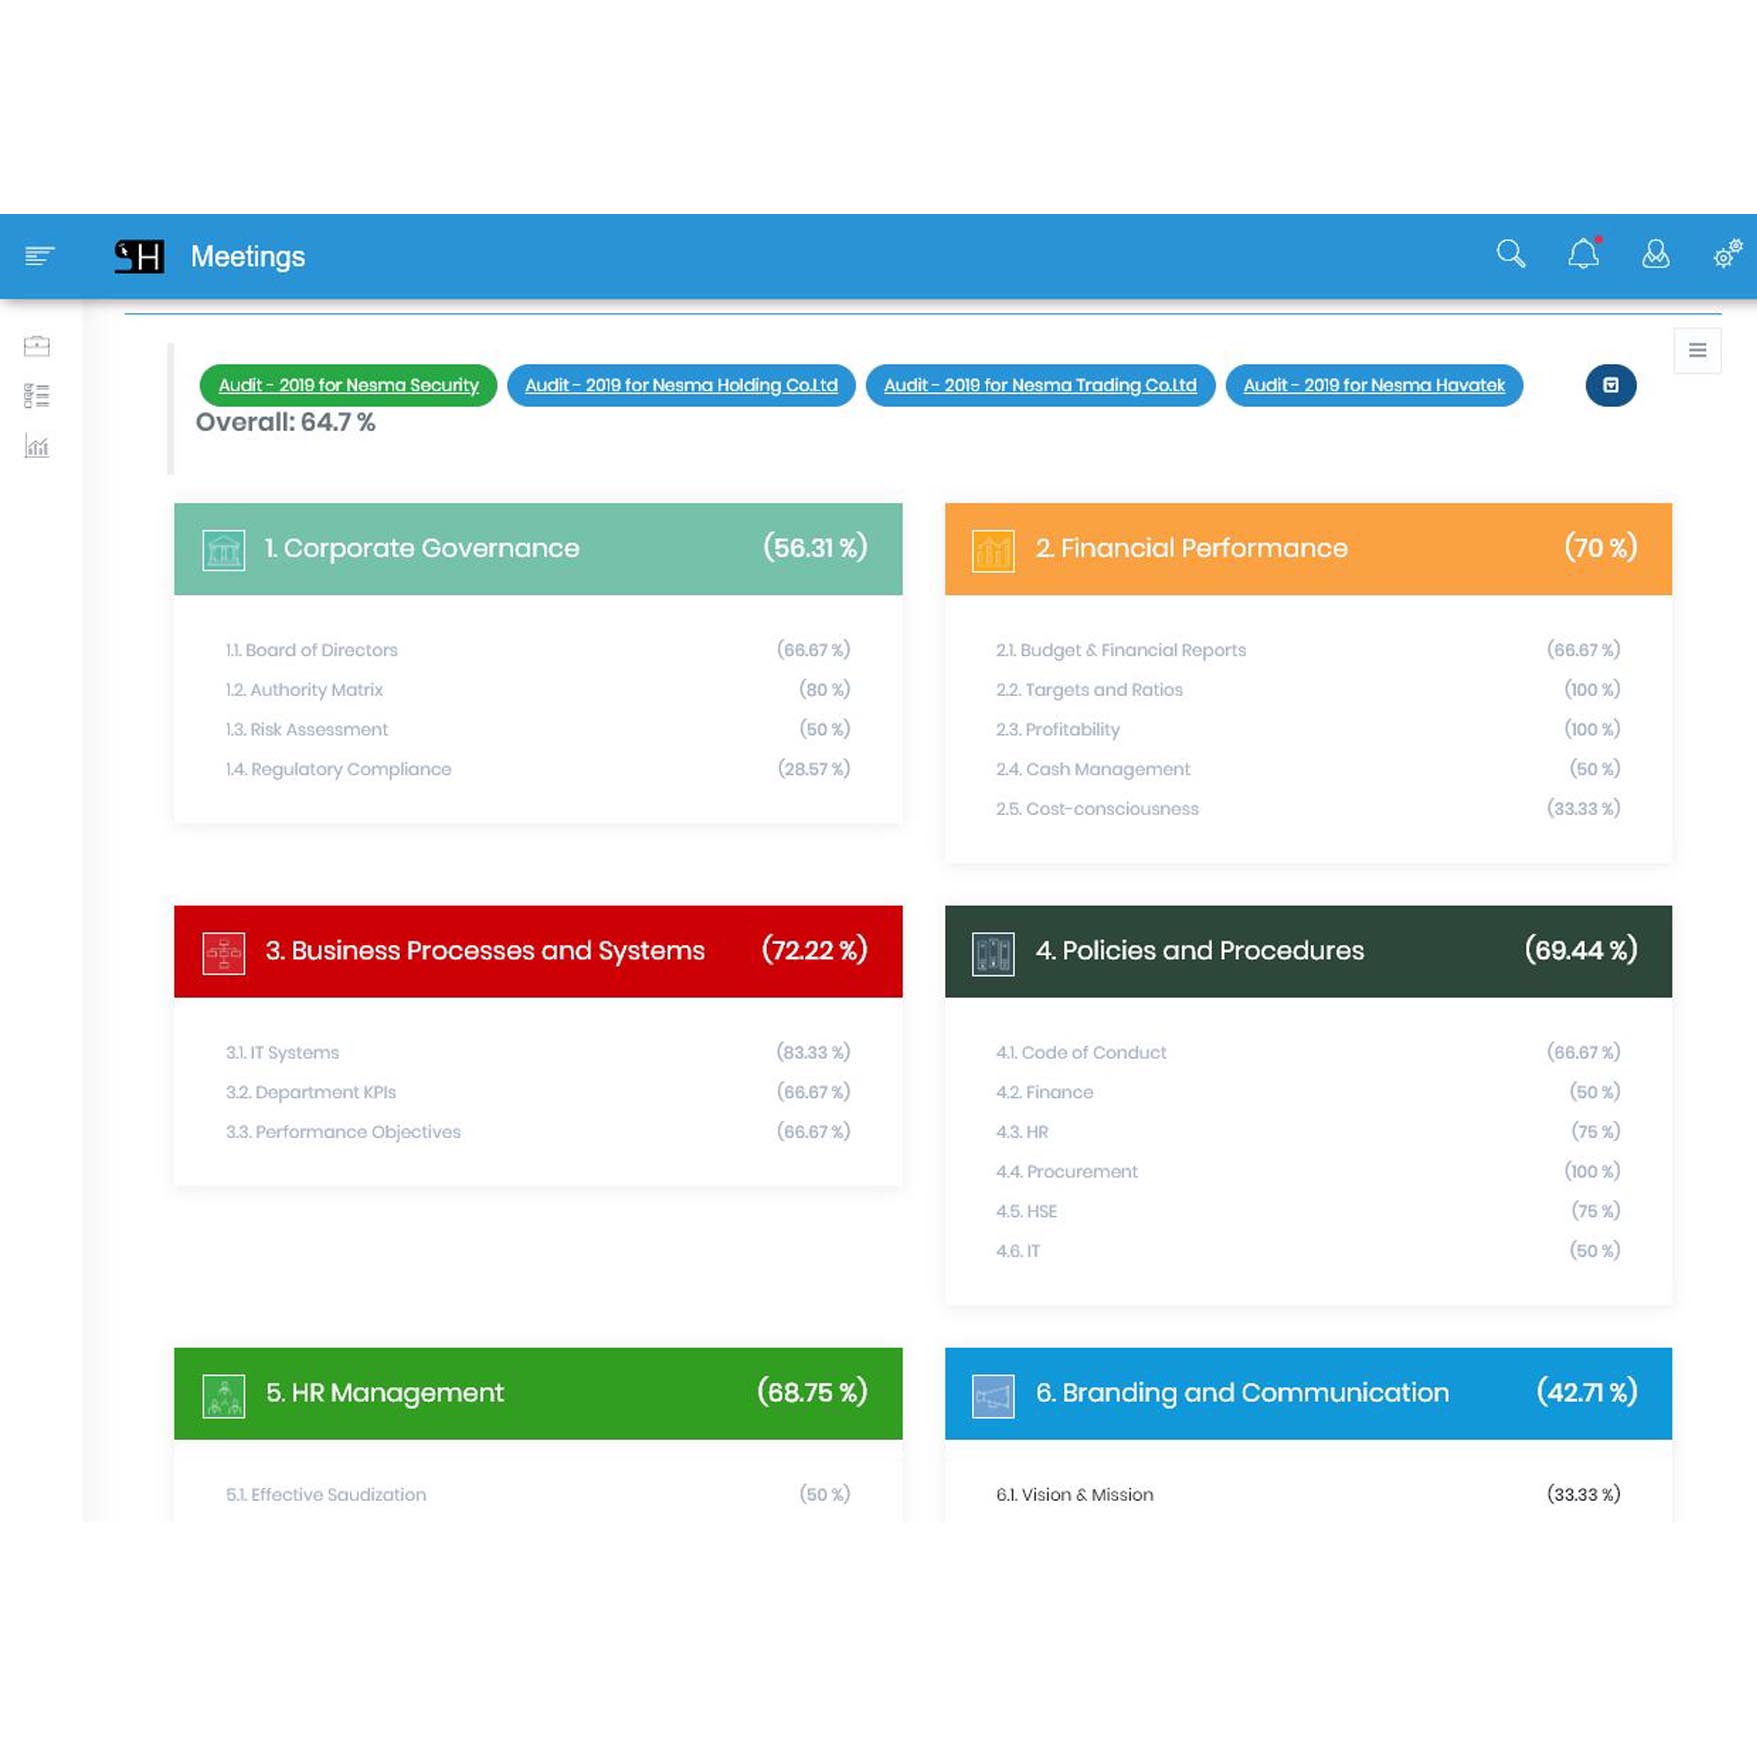 SH Meetings
Audit - 2019 for Nesma Security Audit - 2019 for Nesma Holding Co.Ltd Audit - 2019 for Nesma Trading Co.Ltd Audit - 2019 for Nesma Havatek
Overall: 64.7 %
1. Corporate Governance (56.31 %)
1.1. Board of Directors (66.67 %)
1.2. Authority Matrix (80 %)
1.3. Risk Assessment (50 %)
1.4. Regulatory Compliance (28.57 %)
2. Financial Performance (70 %)
2.1. Budget & Financial Reports (66.67 %)
2.2. Targets and Ratios (100 %)
2.3. Profitability (100 %)
2.4. Cash Management (50 %)
2.5. Cost-consciousness (33.33 %)
3. Business Processes and Systems (72.22 %)
3.1. IT Systems (83.33 %)
3.2. Department KPIs (66.67 %)
3.3. Performance Objectives (66.67 %)
4. Policies and Procedures (69.44 %)
4.1. Code of Conduct (66.67 %)
4.2. Finance (50 %)
4.3. HR (75 %)
4.4. Procurement (100 %)
4.5. HSE (75 %)
4.6. IT (50 %)
5. HR Management (68.75 %)
5.1. Effective Saudization (50 %)
6. Branding and Communication (42.71 %)
6.1. Vision & Mission (33.33 %)